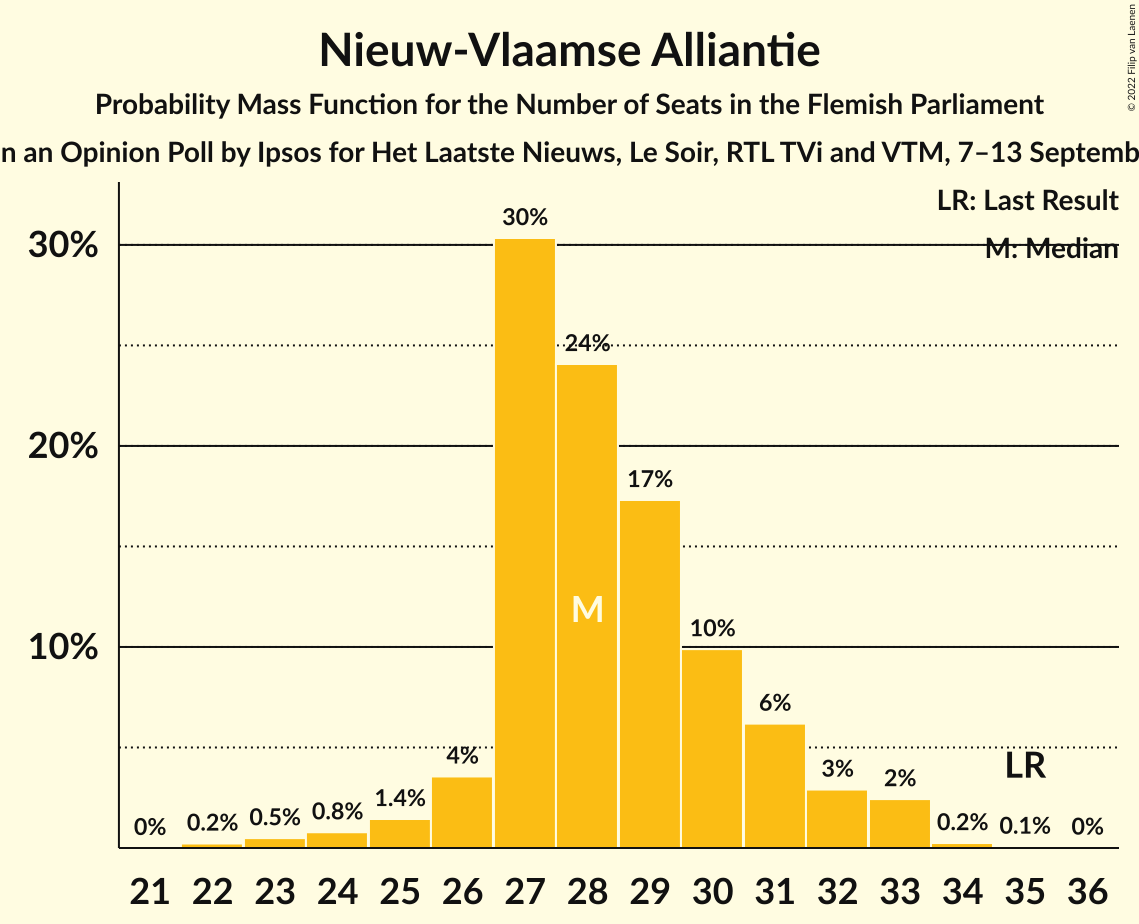 Nieuw-Vlaamse Alliantie
Probability Mass Function for the Number of Seats in the Flemish Parliament
n an Opinion Poll by Ipsos for Het Laatste Nieuws, Le Soir, RTL TVi and VTM, 7–13 Septemb
© 2022 Filip van Laenen
LR: Last Result
M: Median
30%
20%
10%
0% 0.2% 0.5% 0.8% 1.4% 4% 30% 24% 17% 10% 6% 3% 2% 0.2% 0.1% 0%
M
LR
21 22 23 24 25 26 27 28 29 30 31 32 33 34 35 36